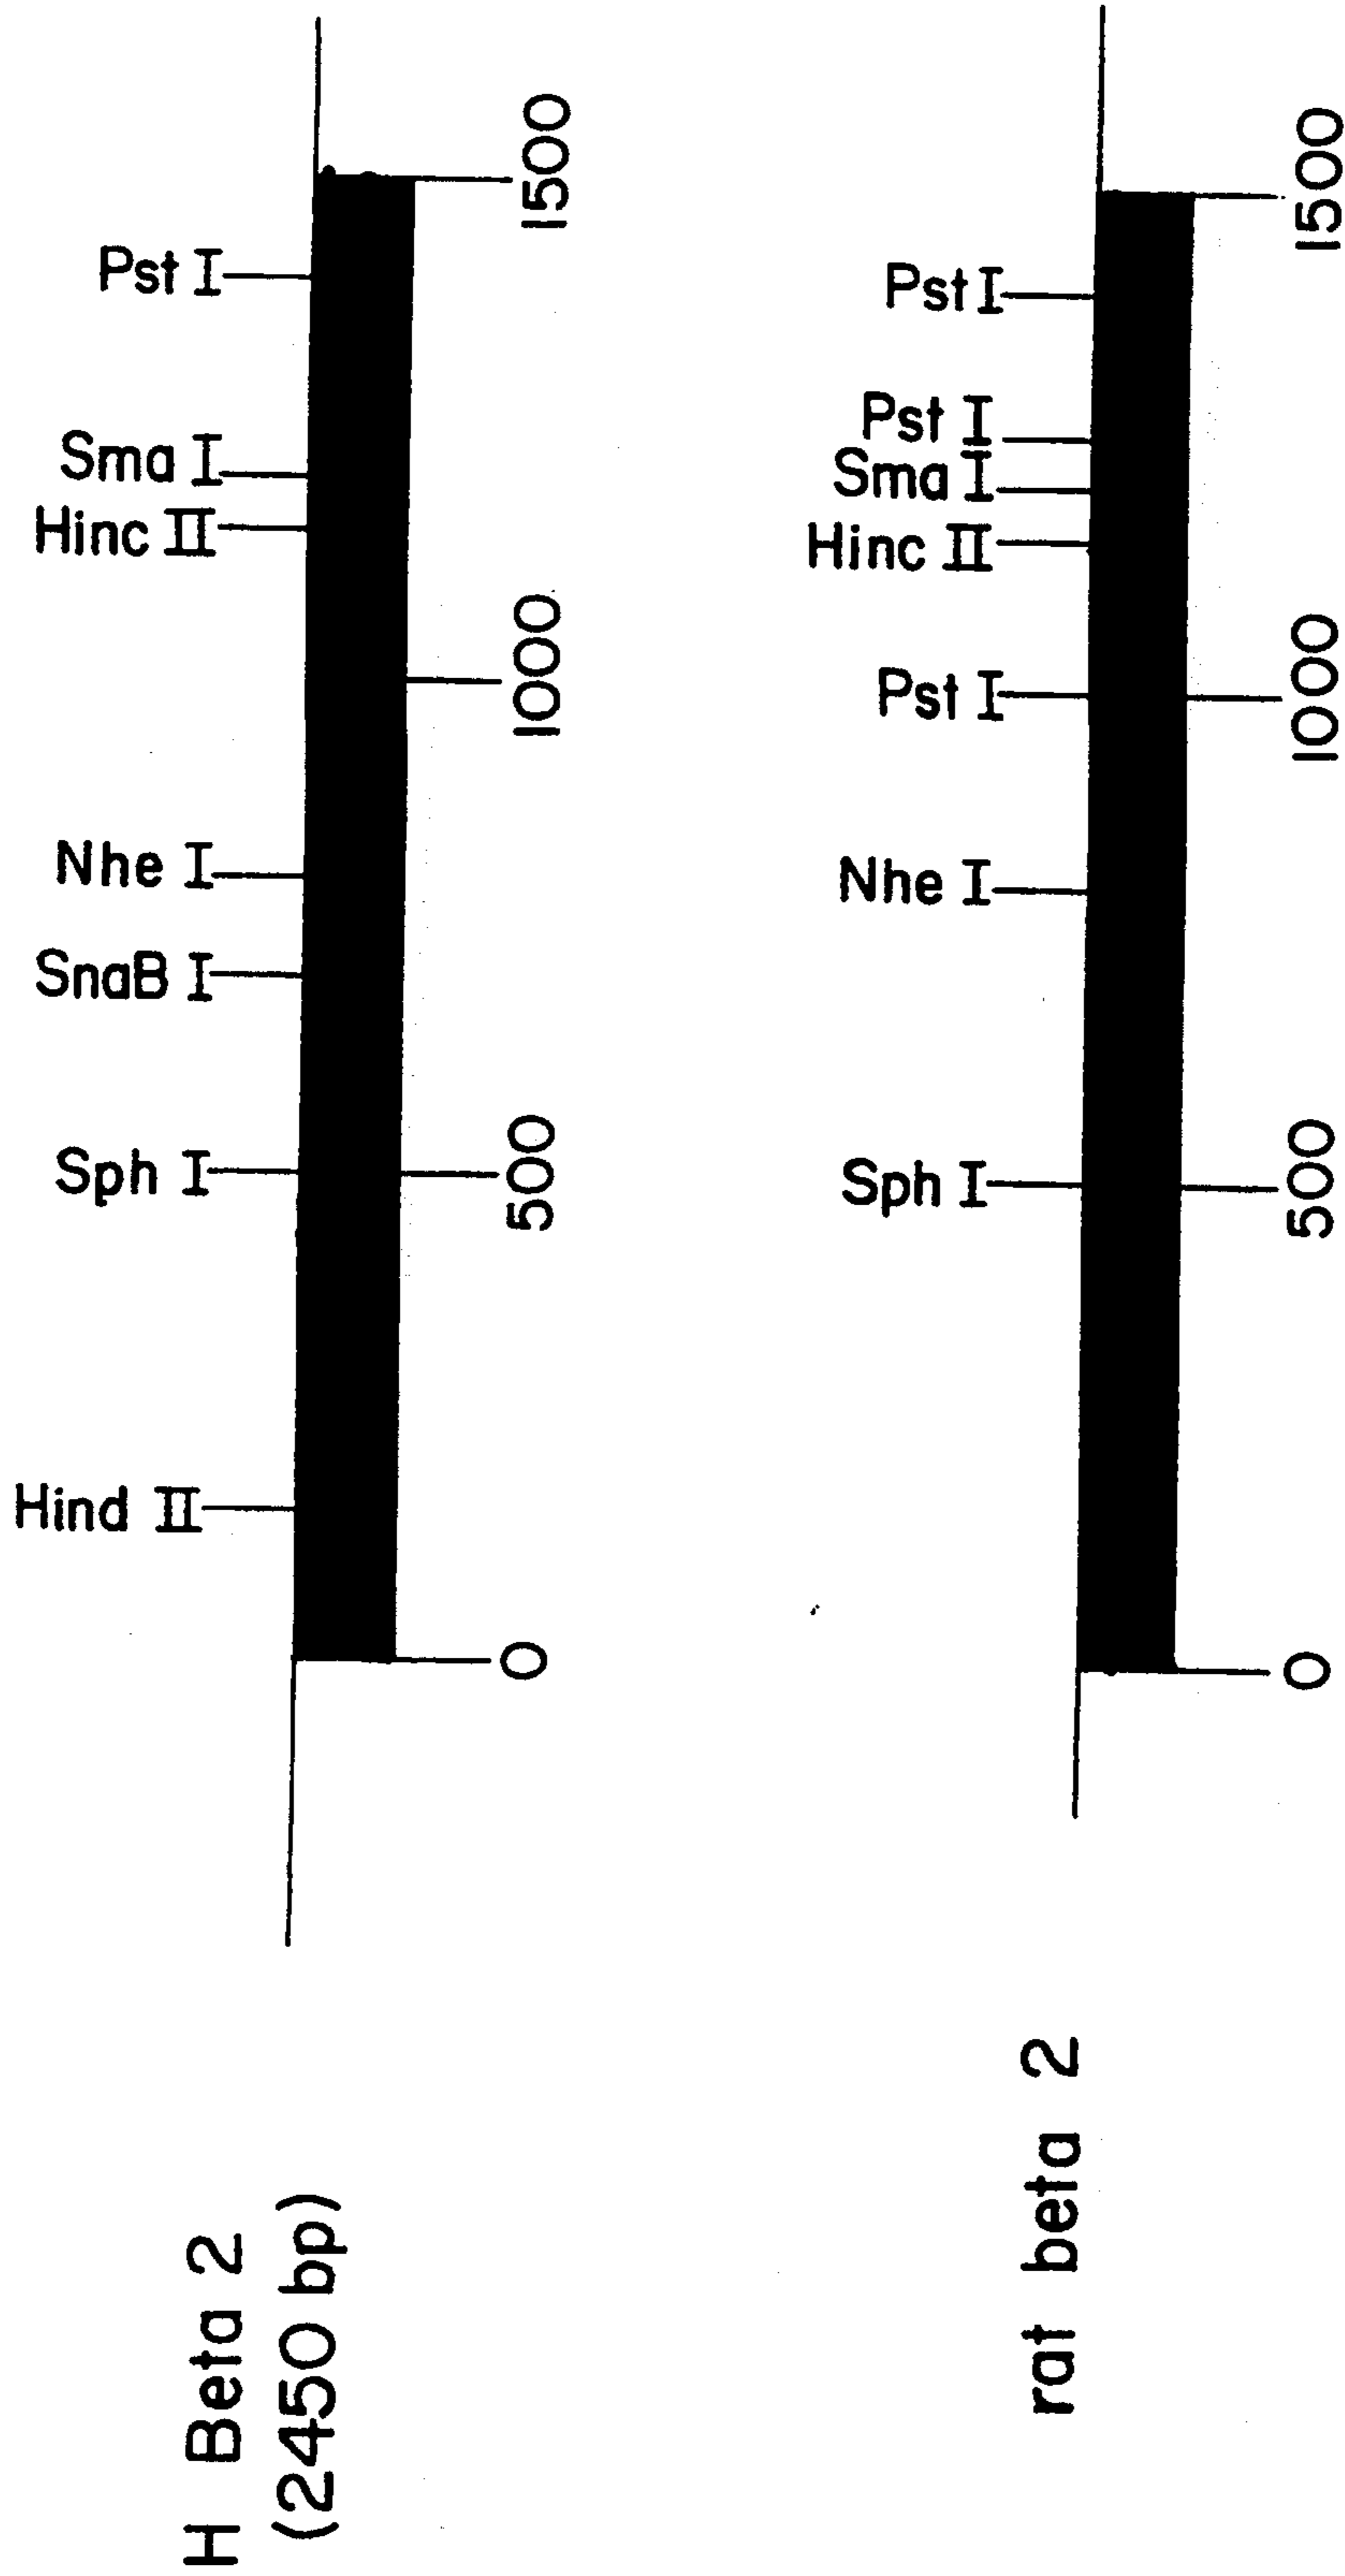 H Beta 2
(2450 bp)
Hind II
Sph I
SnaB I
Nhe I
Hinc II
Sma I
Pst I
0
500
1000
1500
rat beta 2
Sph I
Nhe I
Pst I
Hinc II
Sma I
Pst I
Pst I
0
500
1000
1500